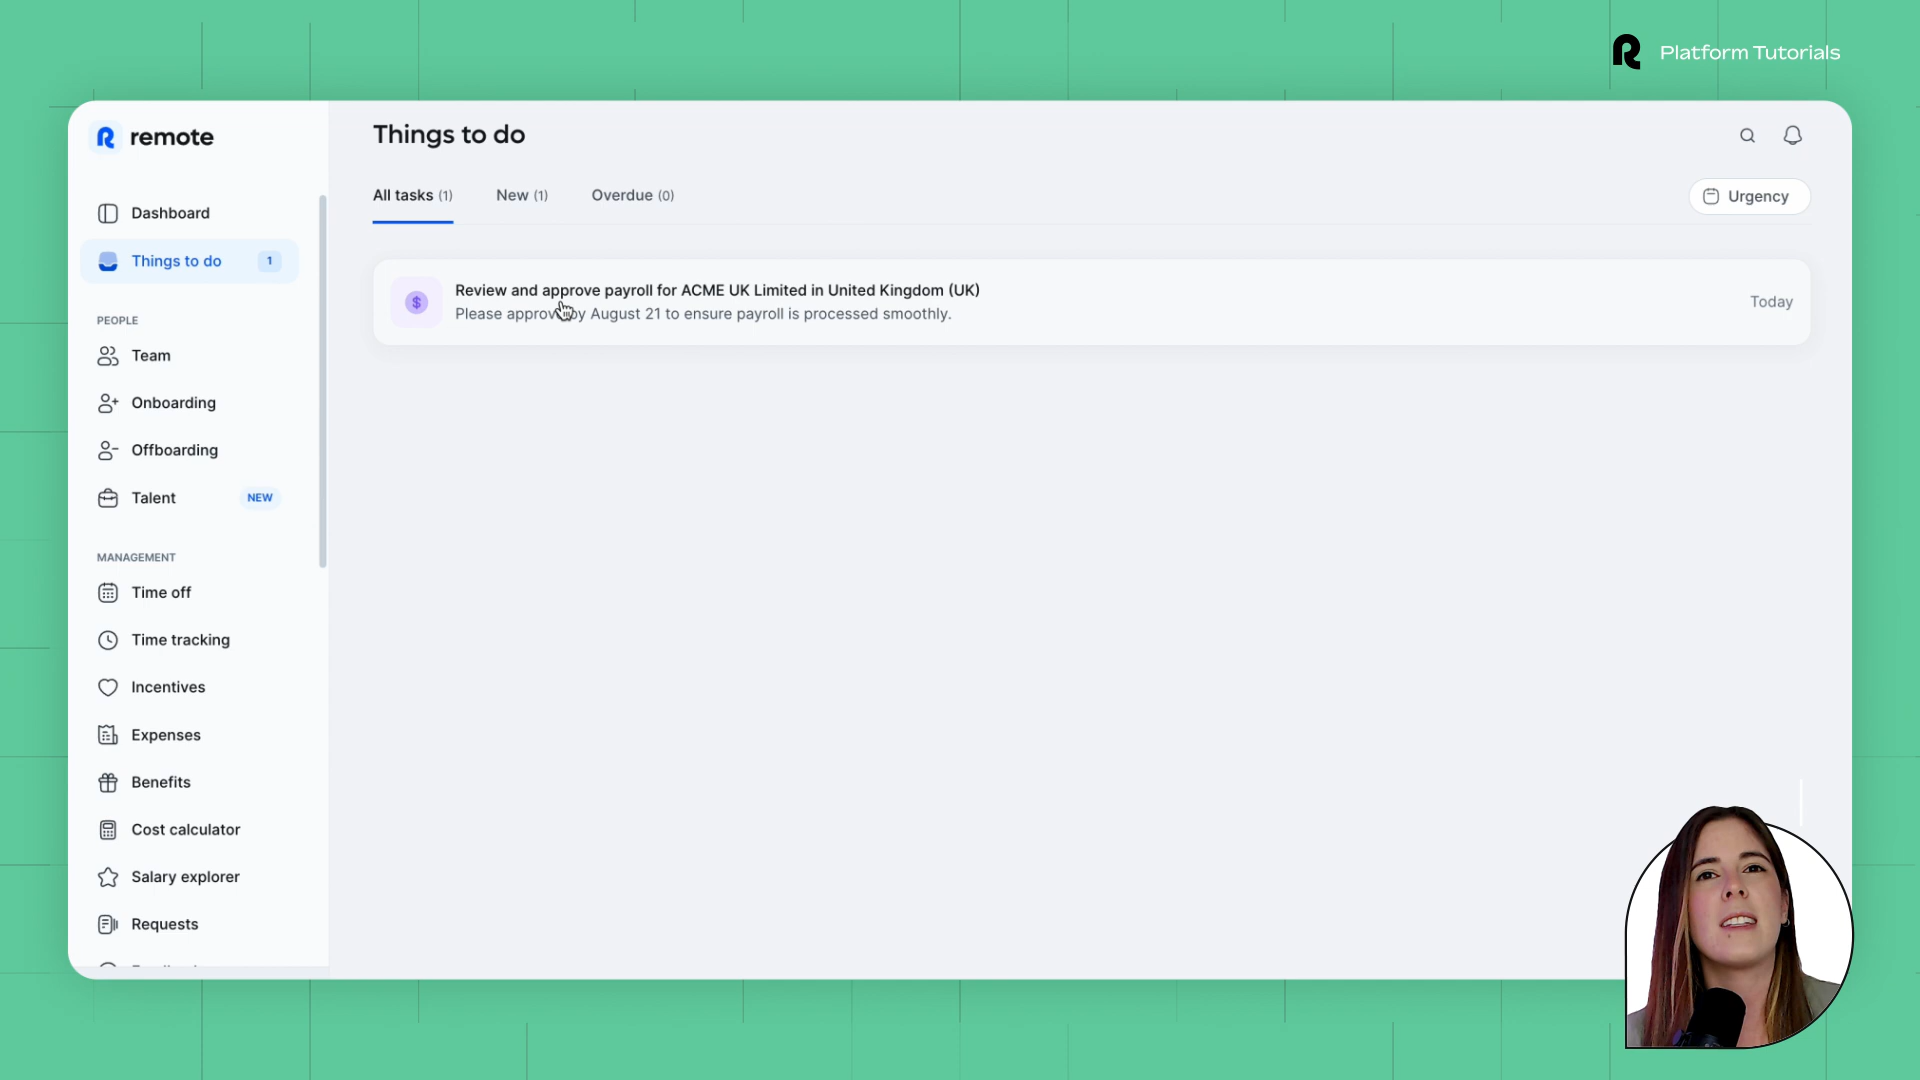 Platform Tutorials
remote
Things to do
Dashboard
Things to do 1
PEOPLE
Team
Onboarding
Offboarding
Talent NEW
MANAGEMENT
Time off
Time tracking
Incentives
Expenses
Benefits
Cost calculator
Salary explorer
Requests
All tasks (1) New (1) Overdue (0)
Urgency
Review and approve payroll for ACME UK Limited in United Kingdom (UK)
Please approve by August 21 to ensure payroll is processed smoothly.
Today